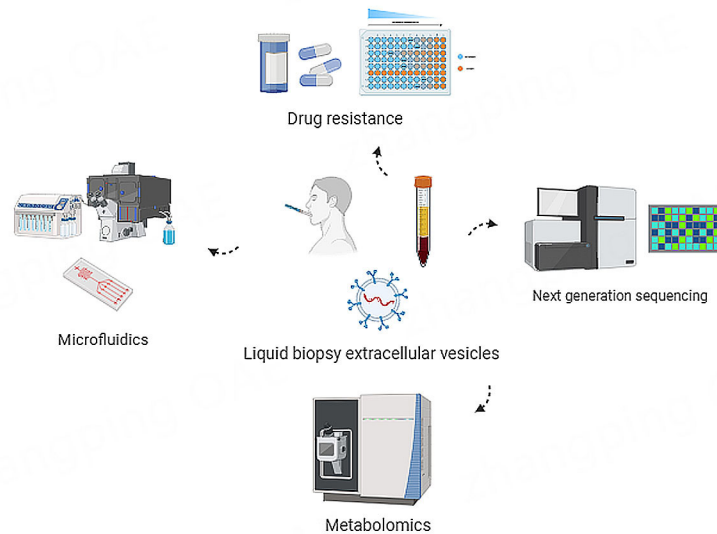 Drug resistance
Microfluidics
Next generation sequencing
Liquid biopsy extracellular vesicles
Metabolomics